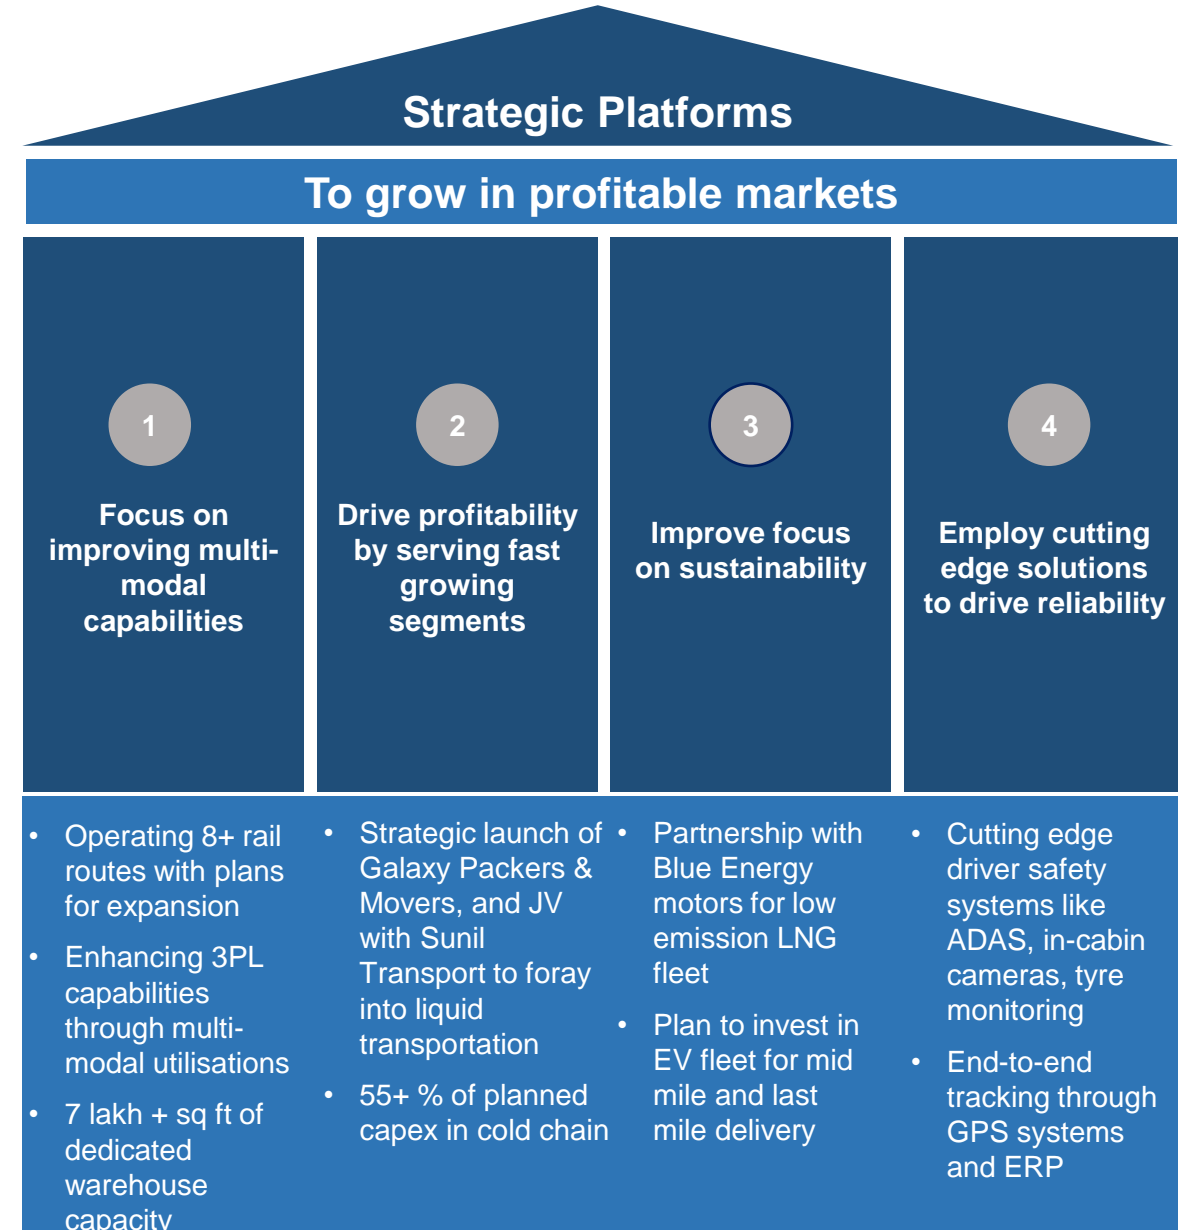 Strategic Platforms
To grow in profitable markets
1
Focus on
improving multi-
modal
capabilities
2
Drive profitability
by serving fast
growing
segments
3
Improve focus
on sustainability
4
Employ cutting
edge solutions
to drive reliability
• Operating 8+ rail
routes with plans
for expansion
• Enhancing 3PL
capabilities
through multi-
modal utilisations
• 7 lakh + sq ft of
dedicated
warehouse
capacity
• Strategic launch of
Galaxy Packers &
Movers, and JV
with Sunil
Transport to foray
into liquid
transportation
• 55+ % of planned
capex in cold chain
• Partnership with
Blue Energy
motors for low
emission LNG
fleet
• Plan to invest in
EV fleet for mid
mile and last
mile delivery
• Cutting edge
driver safety
systems like
ADAS, in-cabin
cameras, tyre
monitoring
• End-to-end
tracking through
GPS systems
and ERP